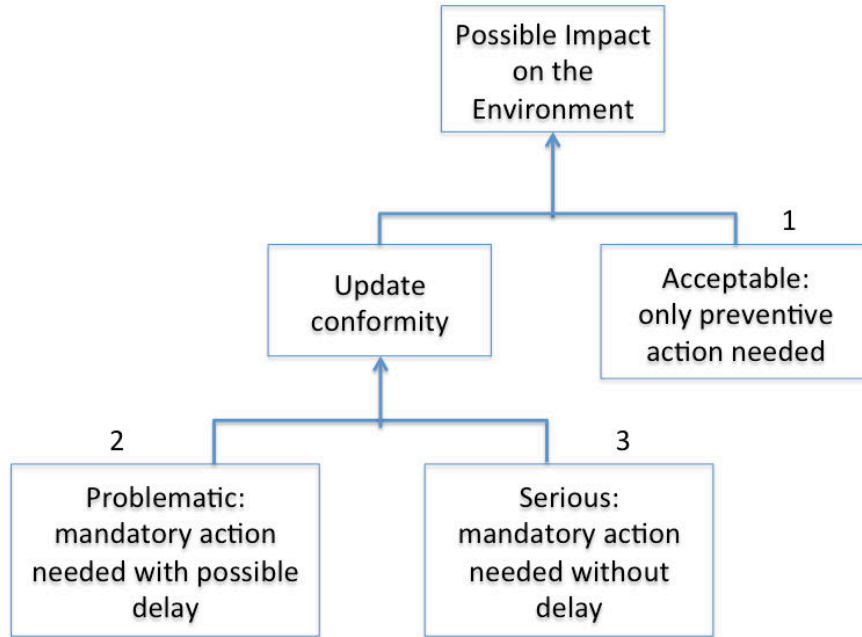 Possible Impact
on the
Environment
1
Update
conformity
Acceptable:
only preventive
action needed
2
3
Problematic:
mandatory action
needed with possible
delay
Serious:
mandatory action
needed without
delay